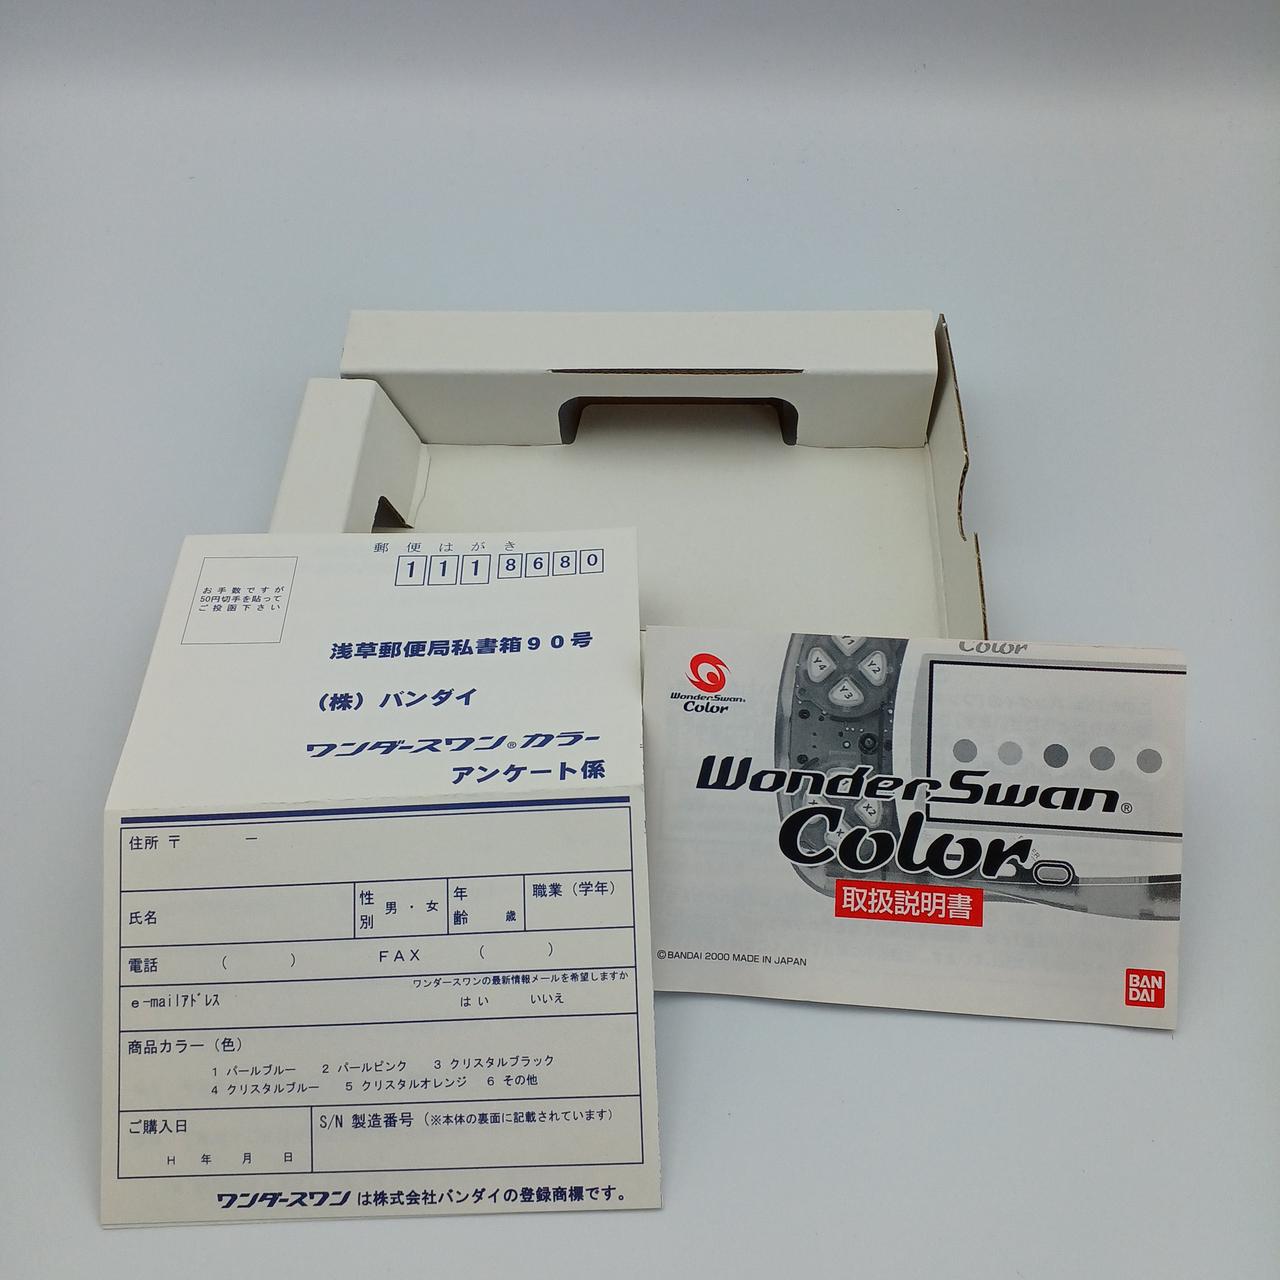 郵便はがき
1118680
お手数ですが
50円切手を貼って
ご投函下さい
浅草郵便局私書箱90号
（株）バンダイ
ワンダースワン®カラー
アンケート係
住所 〒 ー
氏名
性別 男・女
年齢 歳
職業（学年）
電話 （ ） FAX （ ）
e-mailアドレス
ワンダースワンの最新情報メールを希望しますか
はい いいえ
商品カラー（色）
1 パールブルー 2 パールピンク 3 クリスタルブラック
4 クリスタルブルー 5 クリスタルオレンジ 6 その他
ご購入日
H 年 月 日
S/N 製造番号（※本体の裏面に記載されています）
ワンダースワンは株式会社バンダイの登録商標です。
WonderSwan
Color
Color
Y4 Y2
Y3
X2
WonderSwan®
Color
取扱説明書
©BANDAI 2000 MADE IN JAPAN
BAN
DAI